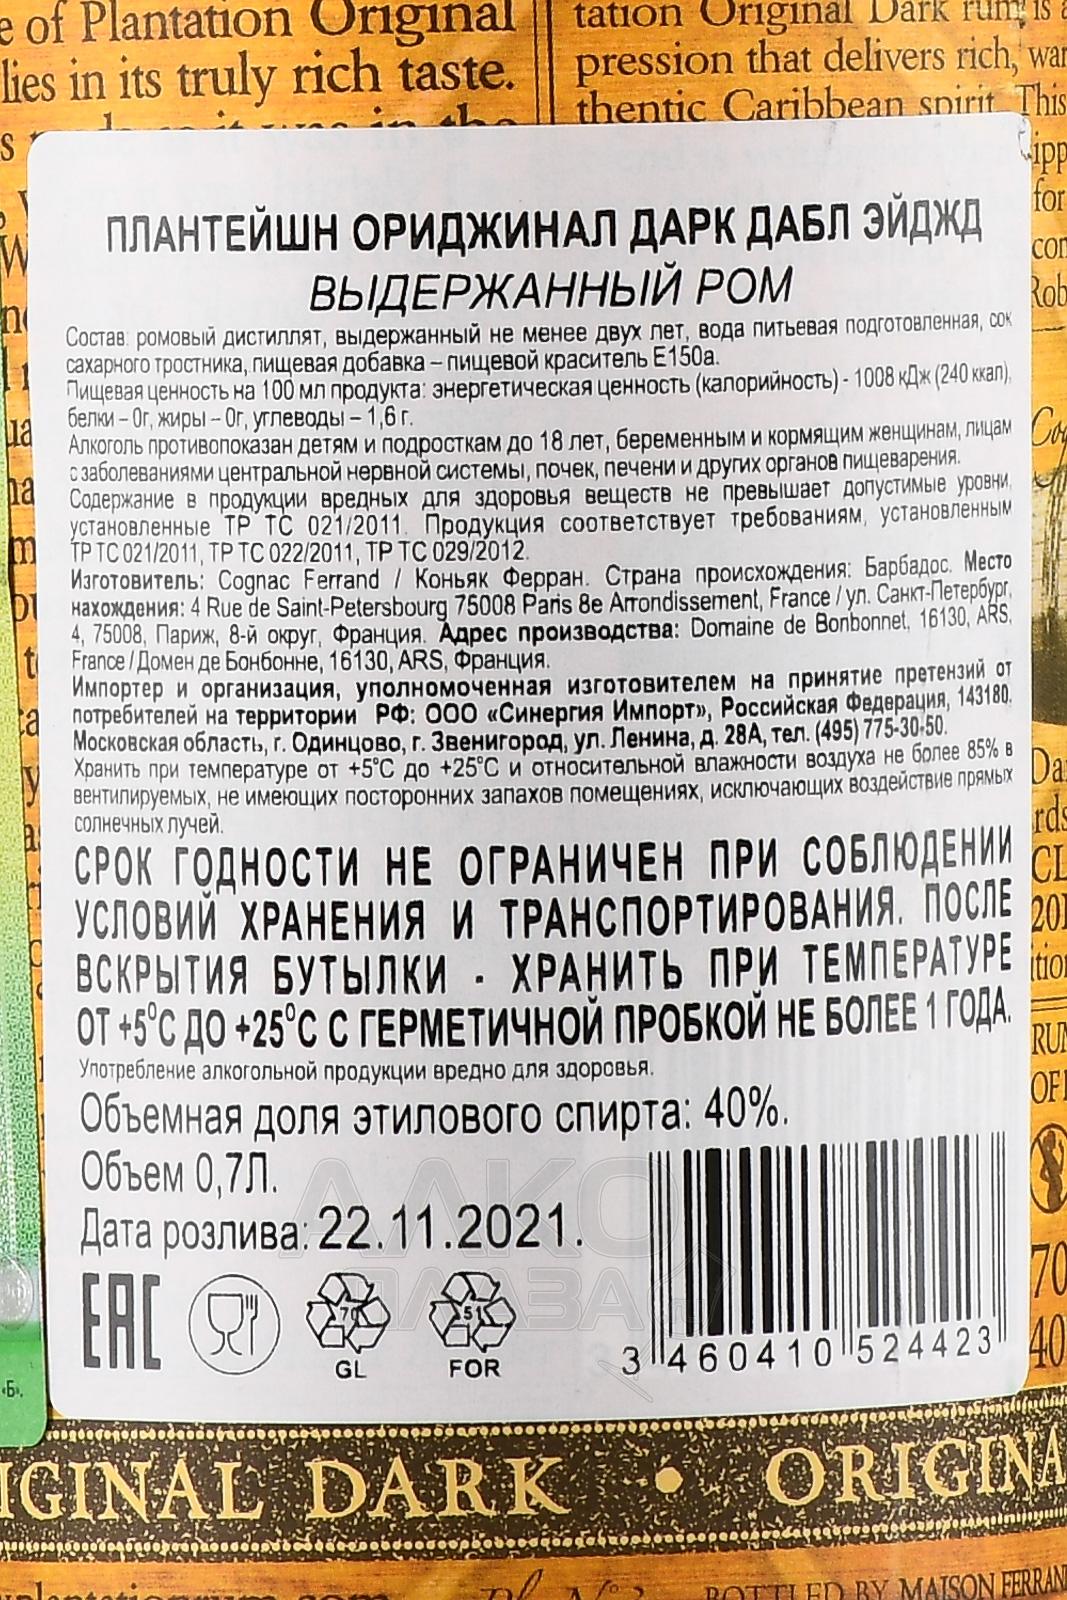 e of Plantation Original
lies in its truly rich taste.
tation Original Dark rum is a
pression that delivers rich, war
thentic Caribbean spirit. This
ПЛАНТЕЙШН ОРИДЖИНАЛ ДАРК ДАБЛ ЭЙДЖД
ВЫДЕРЖАННЫЙ РОМ
Состав: ромовый дистиллят, выдержанный не менее двух лет, вода питьевая подготовленная, сок
сахарного тростника, пищевая добавка – пищевой краситель Е150а.
Пищевая ценность на 100 мл продукта: энергетическая ценность (калорийность) - 1008 кДж (240 ккал),
белки – 0г, жиры – 0г, углеводы – 1,6 г.
Алкоголь противопоказан детям и подросткам до 18 лет, беременным и кормящим женщинам, лицам
с заболеваниями центральной нервной системы, почек, печени и других органов пищеварения.
Содержание в продукции вредных для здоровья веществ не превышает допустимые уровни,
установленные ТР ТС 021/2011. Продукция соответствует требованиям, установленным
ТР ТС 021/2011, ТР ТС 022/2011, ТР ТС 029/2012.
Изготовитель: Cognac Ferrand / Коньяк Ферран. Страна происхождения: Барбадос. Место
нахождения: 4 Rue de Saint-Petersbourg 75008 Paris 8e Arrondissement, France / ул. Санкт-Петербург,
4, 75008, Париж, 8-й округ, Франция. Адрес производства: Domaine de Bonbonnet, 16130, ARS,
France / Домен де Бонбонне, 16130, ARS, Франция.
Импортер и организация, уполномоченная изготовителем на принятие претензий от
потребителей на территории РФ: ООО «Синергия Импорт», Российская Федерация, 143180,
Московская область, г. Одинцово, г. Звенигород, ул. Ленина, д. 28А, тел. (495) 775-30-50.
Хранить при температуре от +5°С до +25°С и относительной влажности воздуха не более 85% в
вентилируемых, не имеющих посторонних запахов помещениях, исключающих воздействие прямых
солнечных лучей.
СРОК ГОДНОСТИ НЕ ОГРАНИЧЕН ПРИ СОБЛЮДЕНИИ
УСЛОВИЙ ХРАНЕНИЯ И ТРАНСПОРТИРОВАНИЯ. ПОСЛЕ
ВСКРЫТИЯ БУТЫЛКИ - ХРАНИТЬ ПРИ ТЕМПЕРАТУРЕ
ОТ +5°С ДО +25°С С ГЕРМЕТИЧНОЙ ПРОБКОЙ НЕ БОЛЕЕ 1 ГОДА.
Употребление алкогольной продукции вредно для здоровья.
Объемная доля этилового спирта: 40%.
Объем 0,7Л.
Дата розлива: 22.11.2021.
EAC
70
GL
51
FOR
3 460410 524423
АЛКО
ПЛАЗА
«Б».
IGINAL DARK • ORIGINA
plantationrum.com
BOTTLED BY MAISON FERRAN